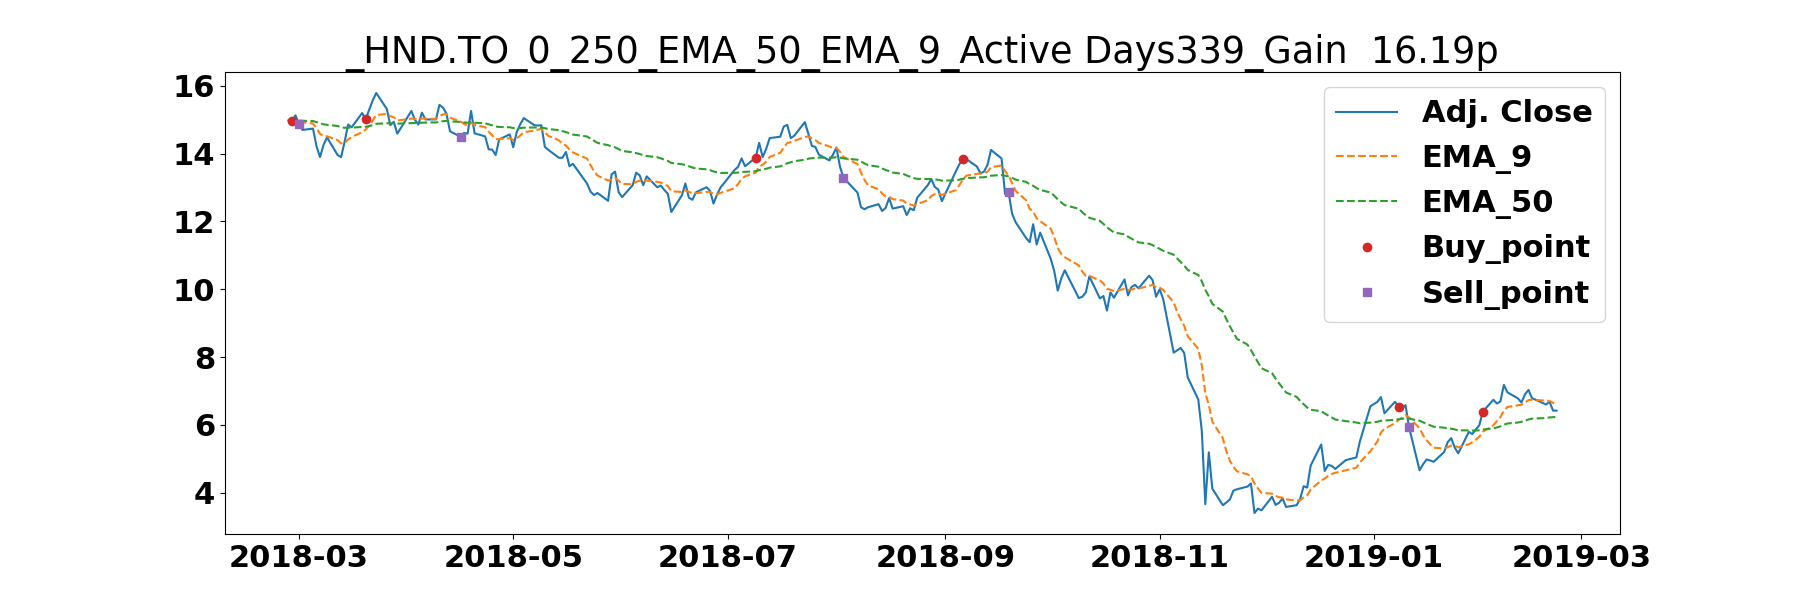 _HND.TO_0_250_EMA_50_EMA_9_Active Days339_Gain  16.19p
16
14
12
10
8
6
4
Adj. Close
EMA_9
EMA_50
Buy_point
Sell_point
2018-03 2018-05 2018-07 2018-09 2018-11 2019-01 2019-03